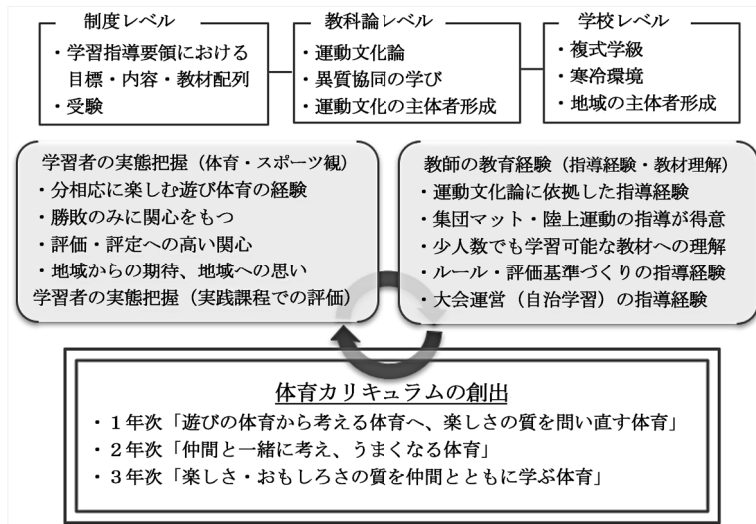 制度レベル
・学習指導要領における
目標・内容・教材配列
・受験
教科論レベル
・運動文化論
・異質協同の学び
・運動文化の主体者形成
学校レベル
・複式学級
・寒冷環境
・地域の主体者形成
学習者の実態把握（体育・スポーツ観）
・分相応に楽しむ遊び体育の経験
・勝敗のみに関心をもつ
・評価・評定への高い関心
・地域からの期待、地域への思い
学習者の実態把握（実践課程での評価）
教師の教育経験（指導経験・教材理解）
・運動文化論に依拠した指導経験
・集団マット・陸上運動の指導が得意
・少人数でも学習可能な教材への理解
・ルール・評価基準づくりの指導経験
・大会運営（自治学習）の指導経験
体育カリキュラムの創出
・１年次「遊びの体育から考える体育へ、楽しさの質を問い直す体育」
・２年次「仲間と一緒に考え、うまくなる体育」
・３年次「楽しさ・おもしろさの質を仲間とともに学ぶ体育」